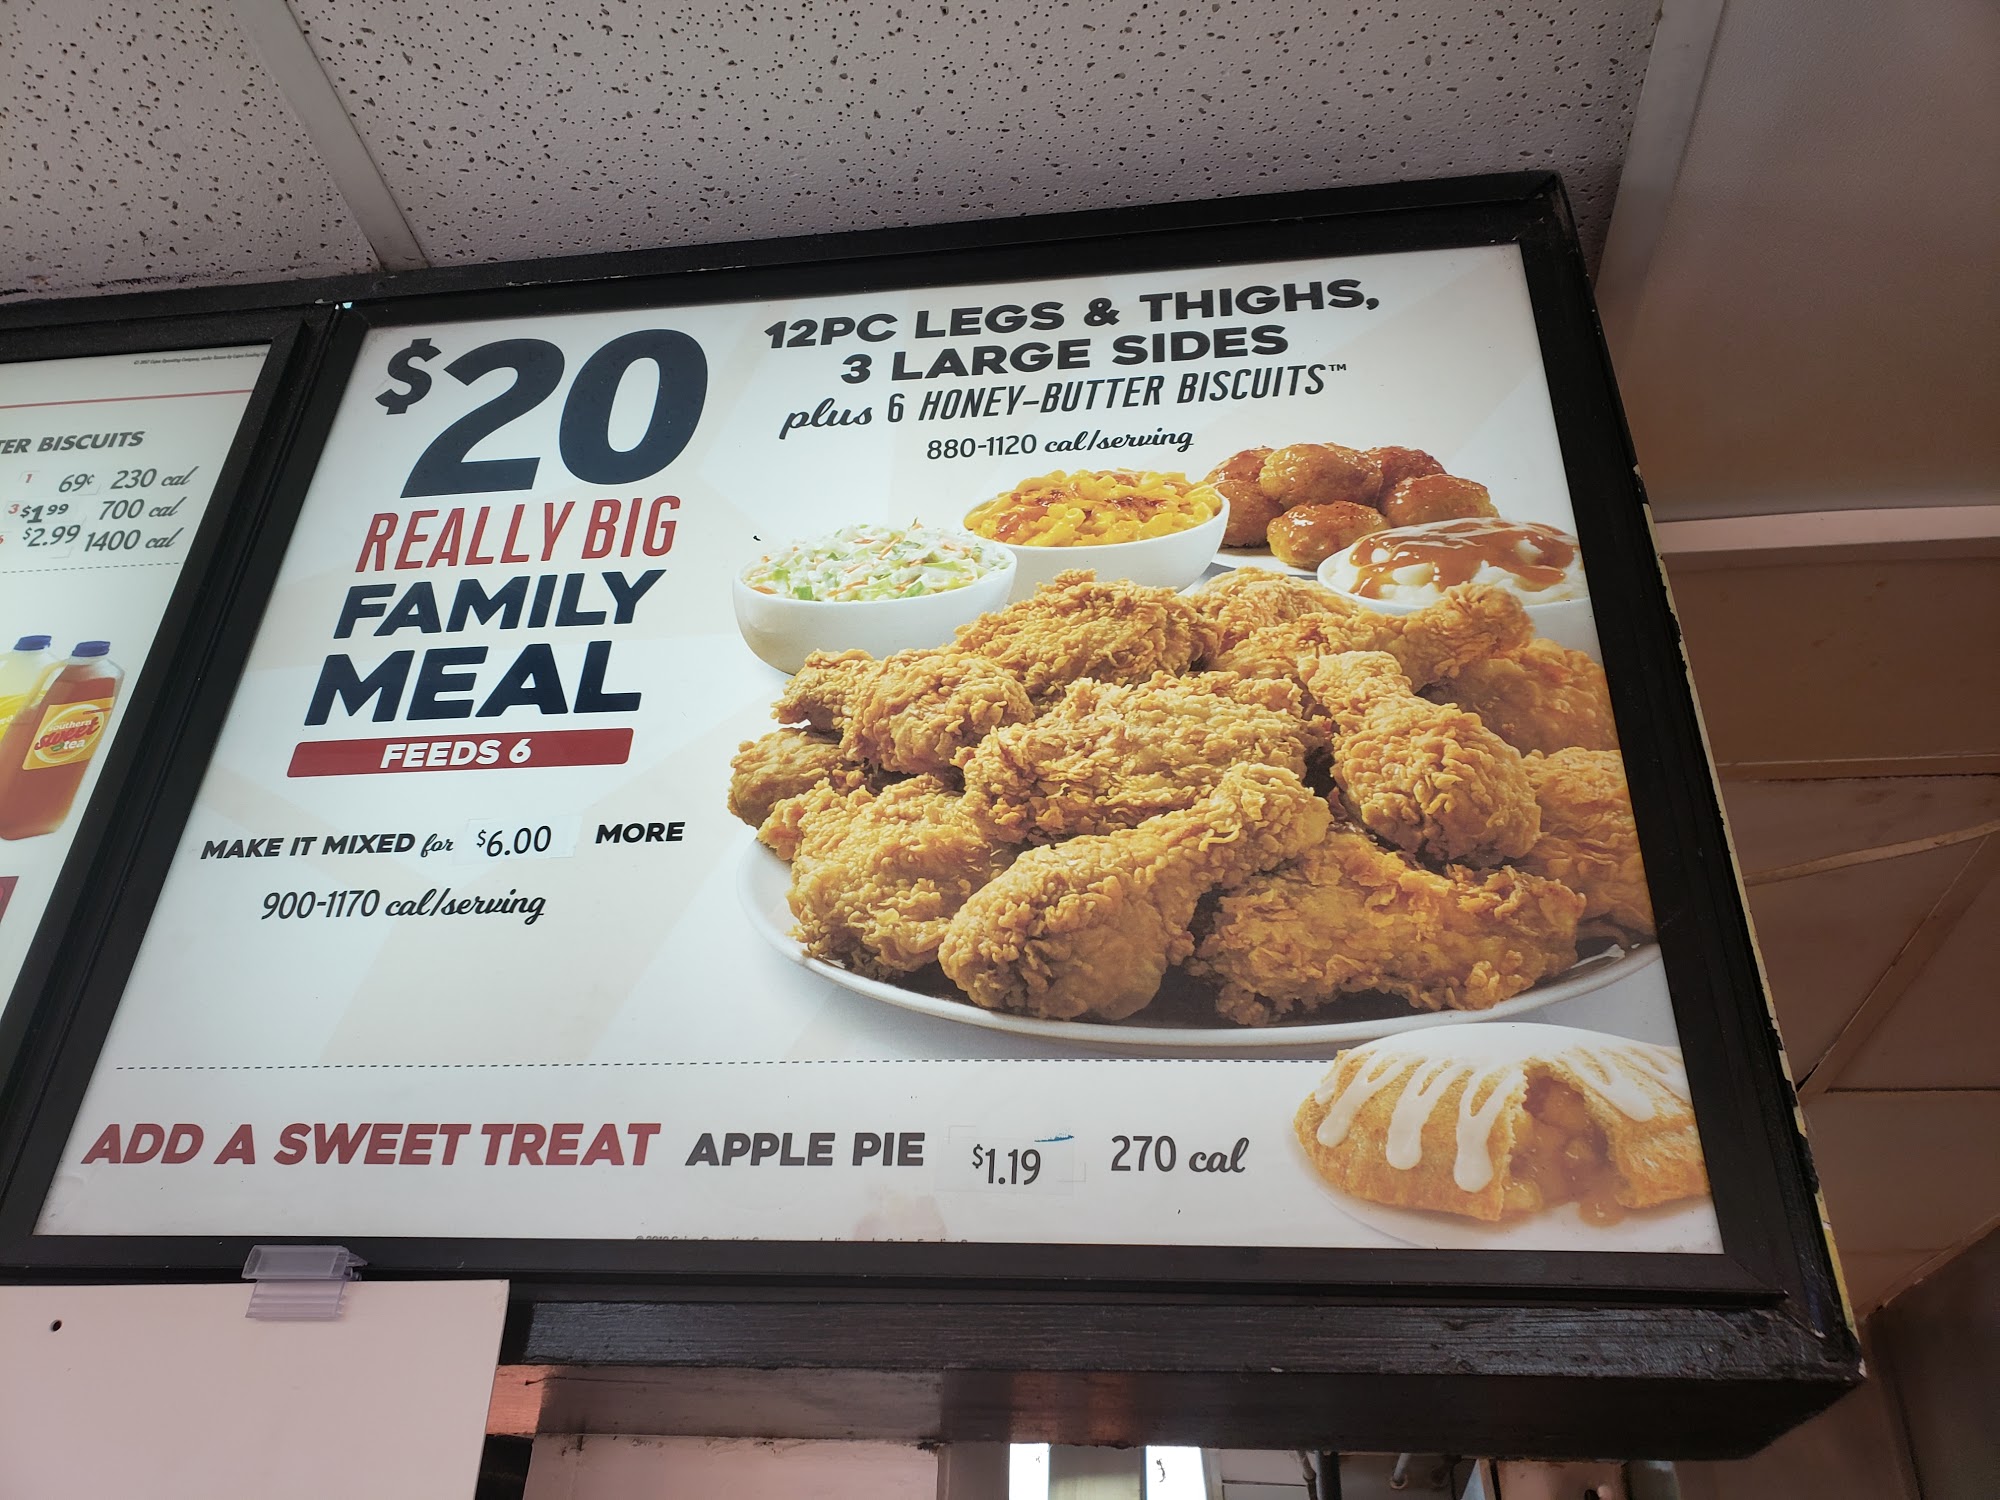 TER BISCUITS
1 69¢ 230 cal
3 $1.99 700 cal
$2.99 1400 cal
Southern
Sweet
tea
$20
REALLY BIG
FAMILY
MEAL
FEEDS 6
MAKE IT MIXED for $6.00 MORE
900-1170 cal/serving
12PC LEGS & THIGHS,
3 LARGE SIDES
plus 6 HONEY-BUTTER BISCUITS™
880-1120 cal/serving
ADD A SWEET TREAT APPLE PIE $1.19 270 cal